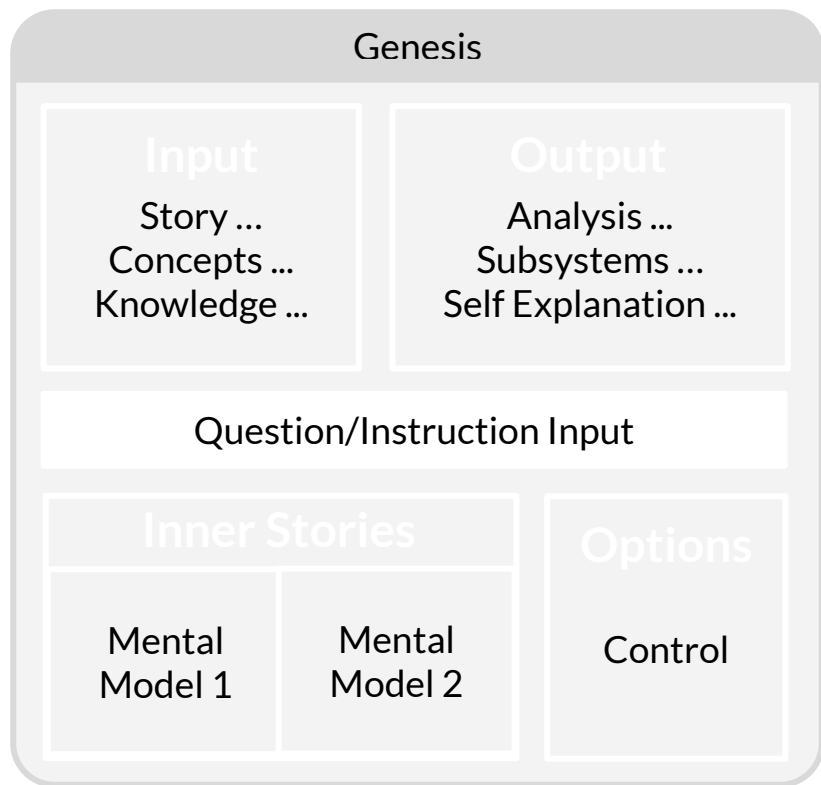 Genesis
Input
Story ...
Concepts ...
Knowledge ...
Output
Analysis ...
Subsystems ...
Self Explanation ...
Question/Instruction Input
Inner Stories
Mental
Model 1
Mental
Model 2
Options
Control